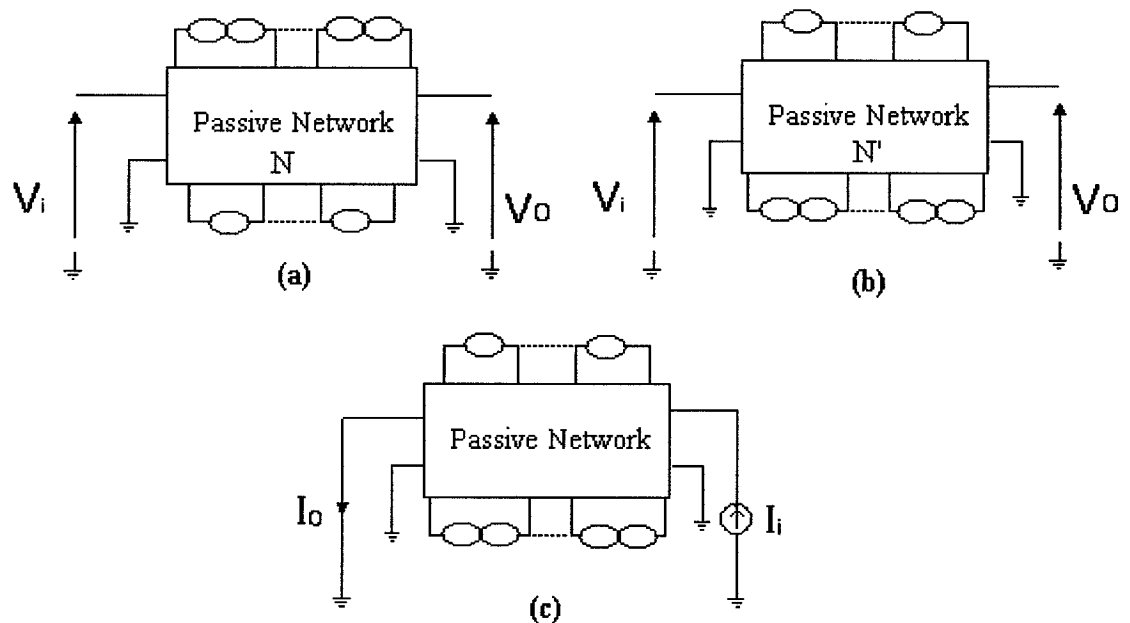 Passive Network
N
Vi
VO
(a)
Passive Network
N'
Vi
VO
(b)
Passive Network
IO
Ii
(c)